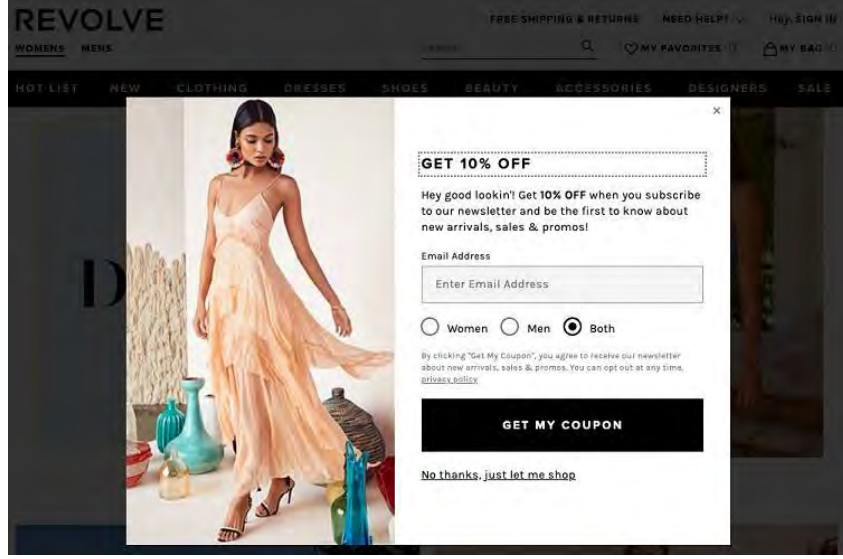 REVOLVE
FREE SHIPPING & RETURNS NEED HELP? Hey, SIGN IN
WOMENS MENS
MY FAVORITES MY BAG
HOT LIST NEW CLOTHING DRESSES SHOES BEAUTY ACCESSORIES DESIGNERS SALE
D
×
GET 10% OFF
Hey good lookin'! Get 10% OFF when you subscribe
to our newsletter and be the first to know about
new arrivals, sales & promos!
Email Address
Enter Email Address
Women Men Both
By clicking "Get My Coupon", you agree to receive our newsletter
about new arrivals, sales & promos. You can opt out at any time.
privacy policy
GET MY COUPON
No thanks, just let me shop